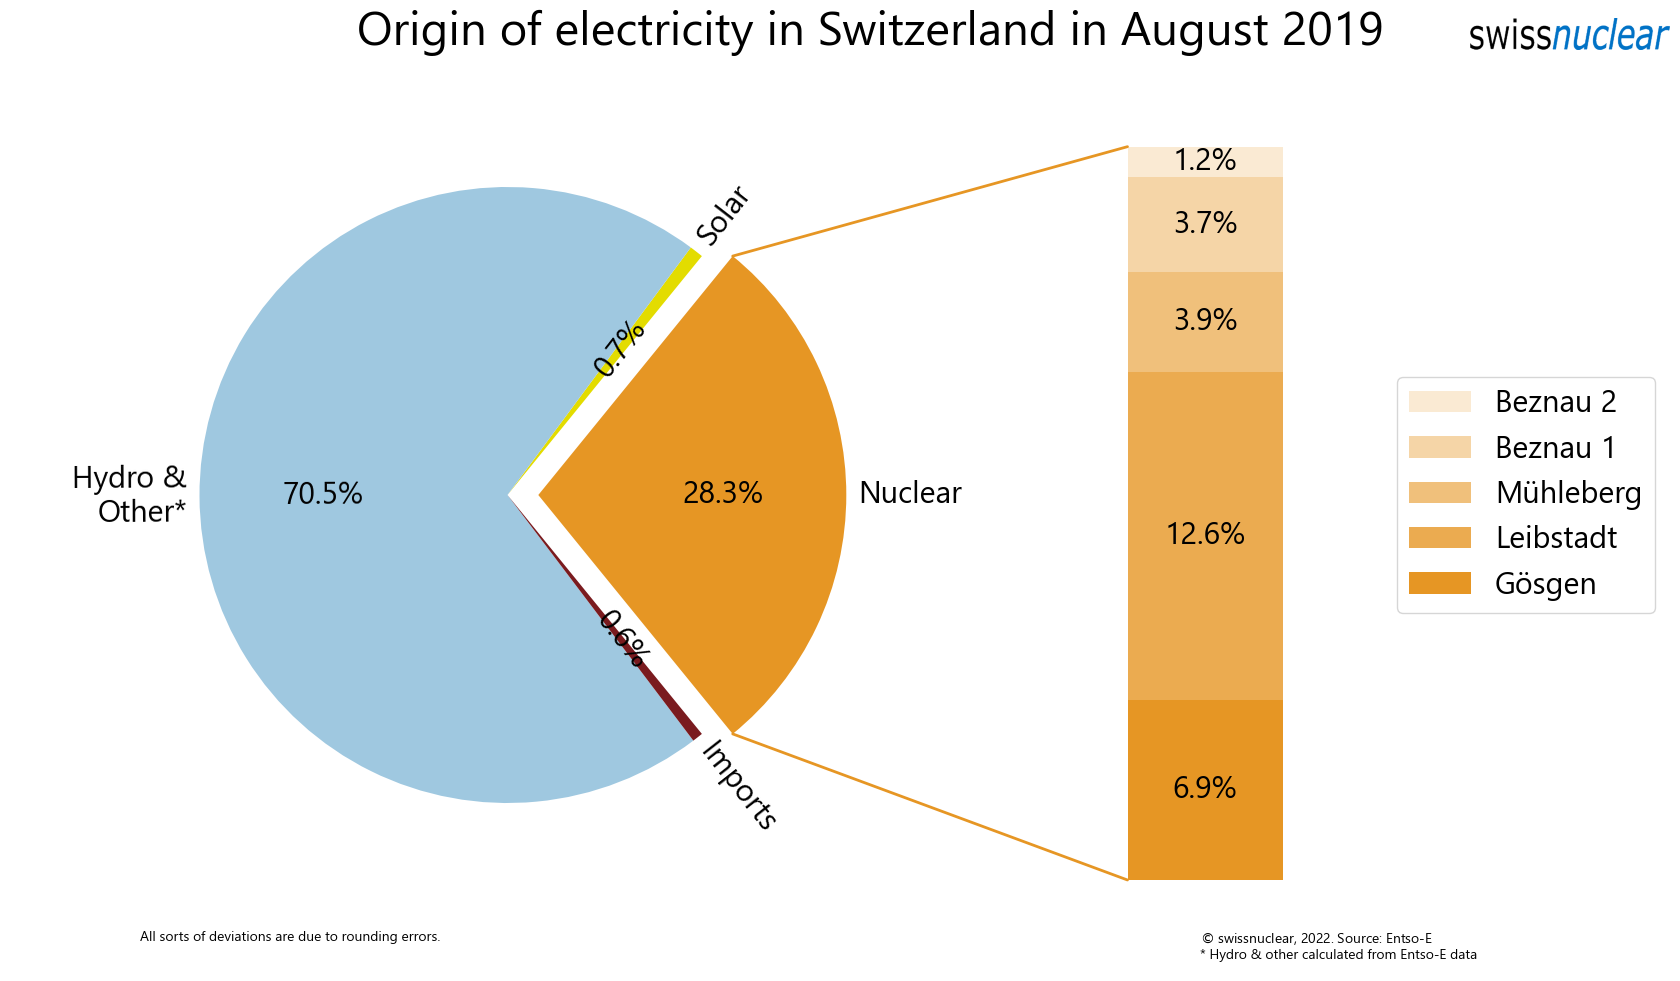 Origin of electricity in Switzerland in August 2019
swissnuclear
Solar
0.7%
Hydro &
Other*
70.5%
28.3%
Nuclear
0.6%
Imports
1.2%
3.7%
3.9%
12.6%
6.9%
Beznau 2
Beznau 1
Mühleberg
Leibstadt
Gösgen
All sorts of deviations are due to rounding errors.
© swissnuclear, 2022. Source: Entso-E
* Hydro & other calculated from Entso-E data